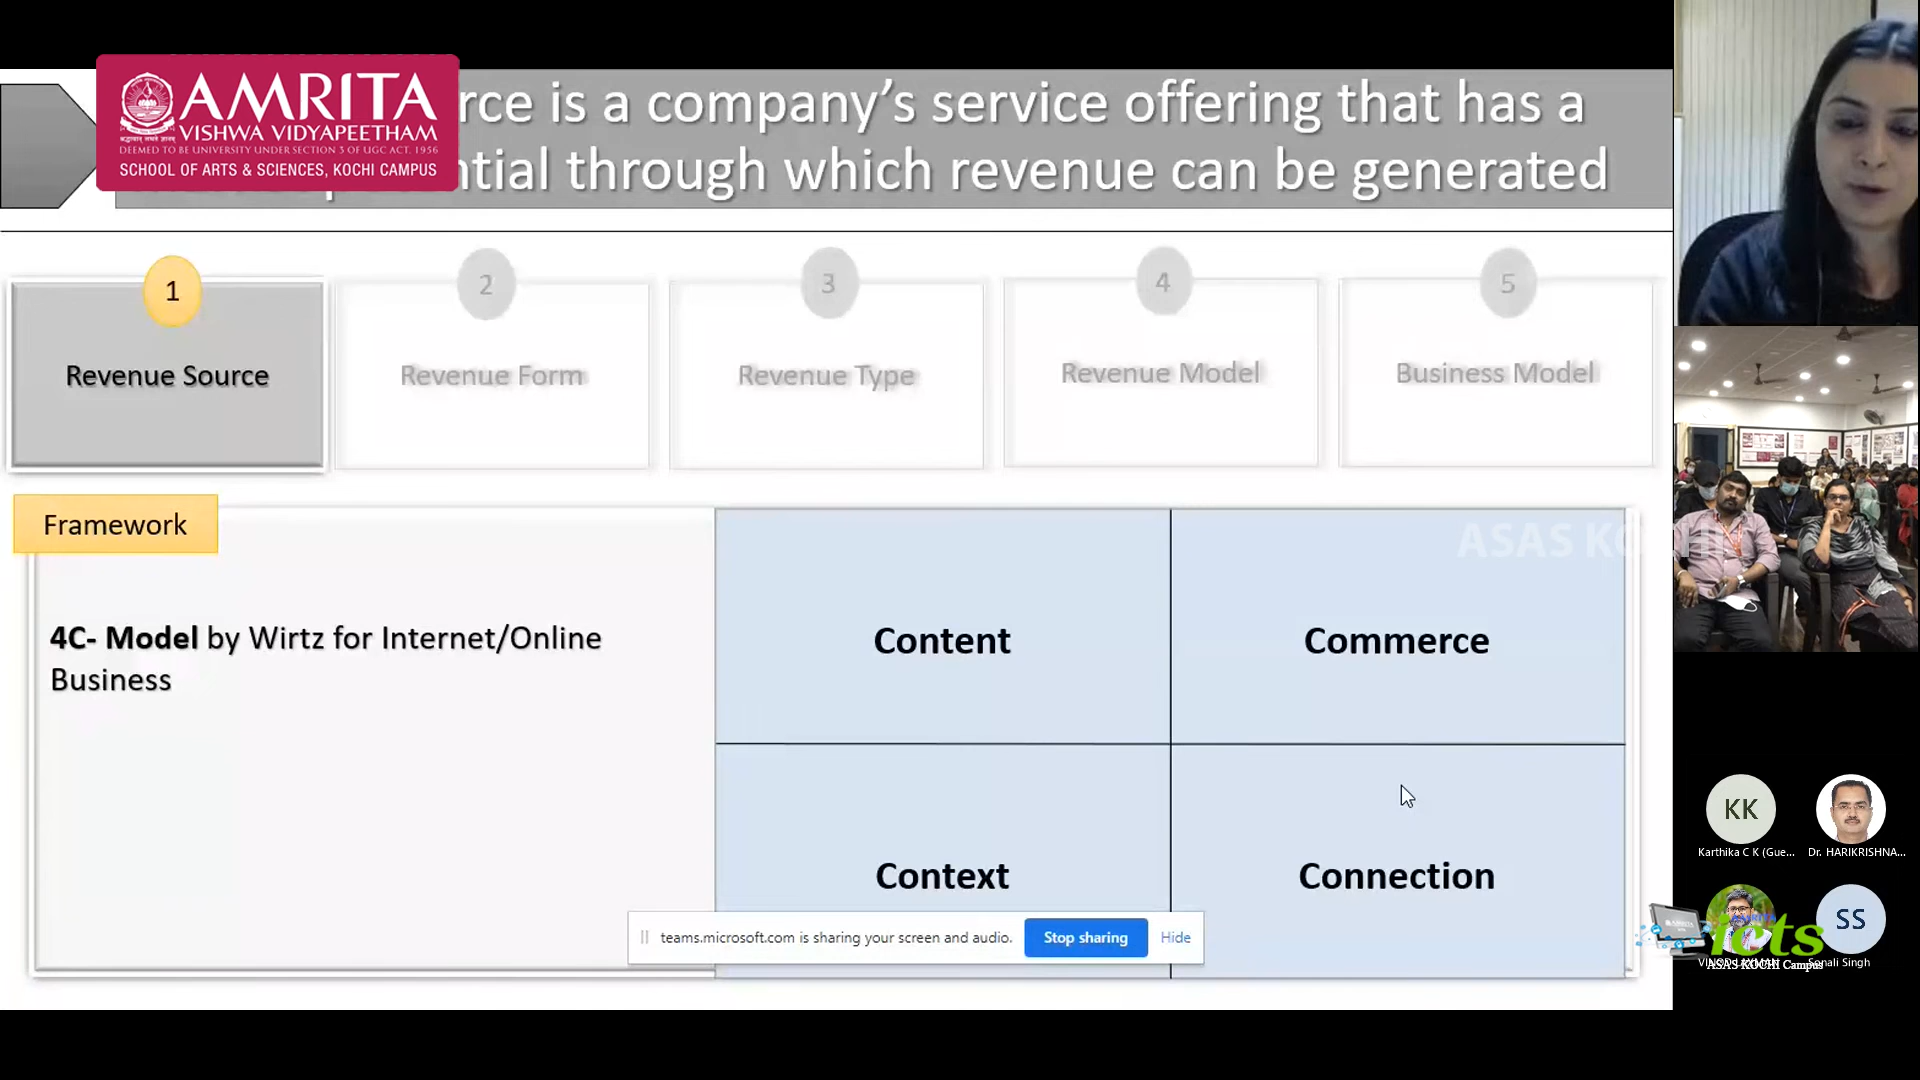 AMRITA
VISHWA VIDYAPEETHAM
DEEMED TO BE UNIVERSITY UNDER SECTION 3 OF UGC ACT, 1956
SCHOOL OF ARTS & SCIENCES, KOCHI CAMPUS
rce is a company's service offering that has a
ntial through which revenue can be generated
1
2
3
4
5
Revenue Source
Revenue Form
Revenue Type
Revenue Model
Business Model
Framework
ASAS KOCHI
4C- Model by Wirtz for Internet/Online
Business
Content
Commerce
Context
Connection
teams.microsoft.com is sharing your screen and audio.
Stop sharing
Hide
KK
Karthika C K (Gue...
Dr. HARIKRISHNA...
SS
icts
Sonali Singh
ASAS KOCHI Campus